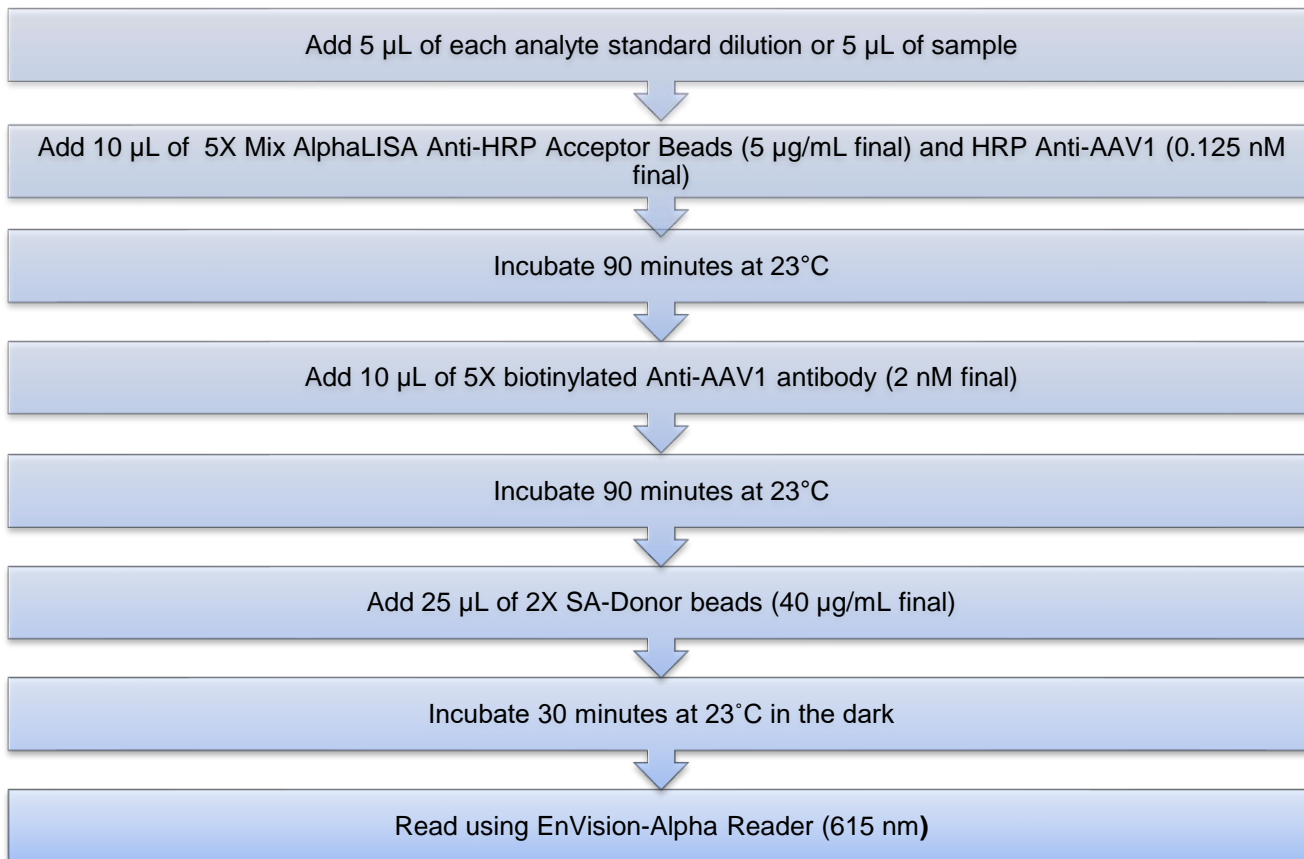 Add 5 µL of each analyte standard dilution or 5 µL of sample
Add 10 µL of  5X Mix AlphaLISA Anti-HRP Acceptor Beads (5 µg/mL final) and HRP Anti-AAV1 (0.125 nM
final)
Incubate 90 minutes at 23°C
Add 10 µL of 5X biotinylated Anti-AAV1 antibody (2 nM final)
Incubate 90 minutes at 23°C
Add 25 µL of 2X SA-Donor beads (40 µg/mL final)
Incubate 30 minutes at 23˚C in the dark
Read using EnVision-Alpha Reader (615 nm)